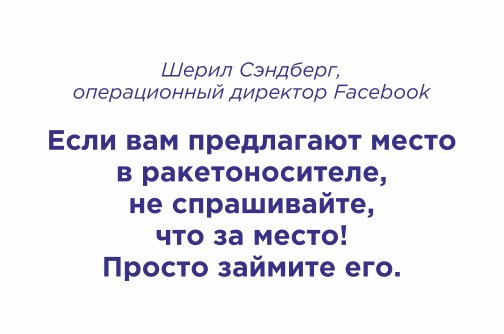 Шерил Сэндберг,
операционный директор Facebook
Если вам предлагают место
в ракетоносителе,
не спрашивайте,
что за место!
Просто займите его.